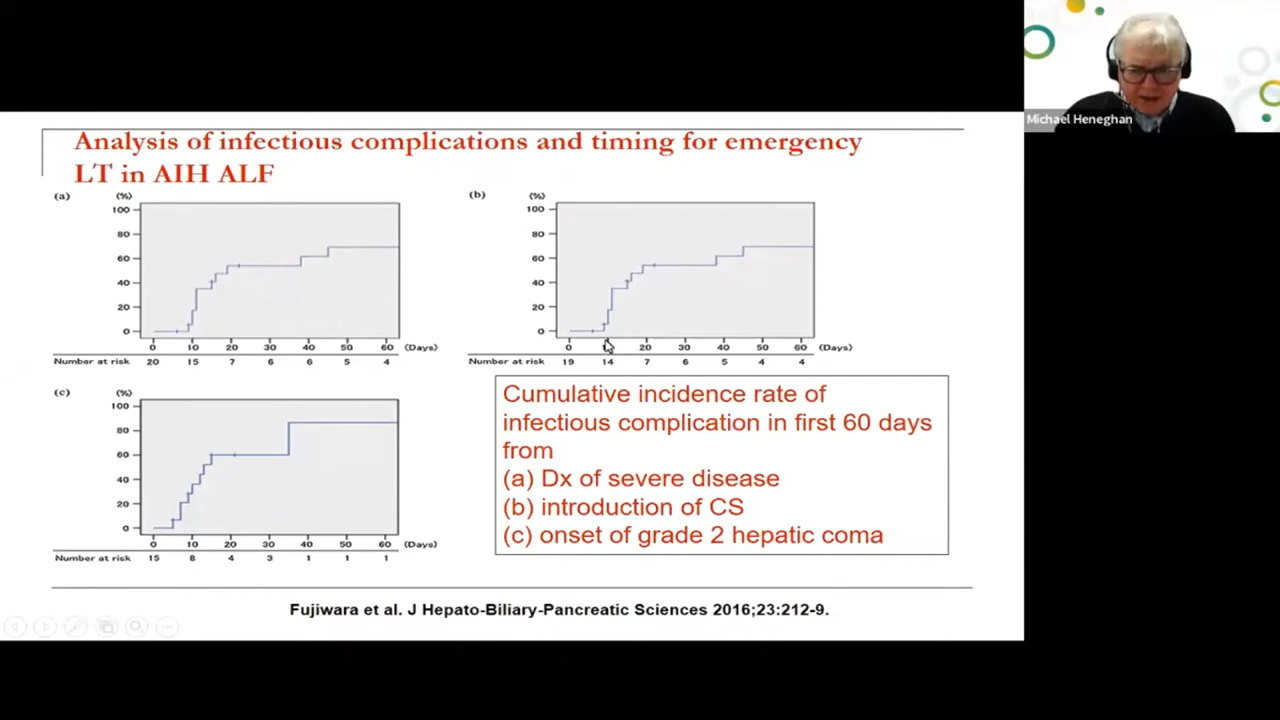 Michael Heneghan
Analysis of infectious complications and timing for emergency
LT in AIH ALF
(a)
(%)
100
80
60
40
20
0
0 10 20 30 40 50 60 (Days)
Number at risk 20 15 7 6 6 5 4
(b)
(%)
100
80
60
40
20
0
0 20 30 40 50 60 (Days)
Number at risk 19 14 7 6 5 4 4
(c)
(%)
100
80
60
40
20
0
0 10 20 30 40 50 60 (Days)
Number at risk 15 8 4 3 1 1 1
Cumulative incidence rate of
infectious complication in first 60 days
from
(a) Dx of severe disease
(b) introduction of CS
(c) onset of grade 2 hepatic coma
Fujiwara et al. J Hepato-Biliary-Pancreatic Sciences 2016;23:212-9.